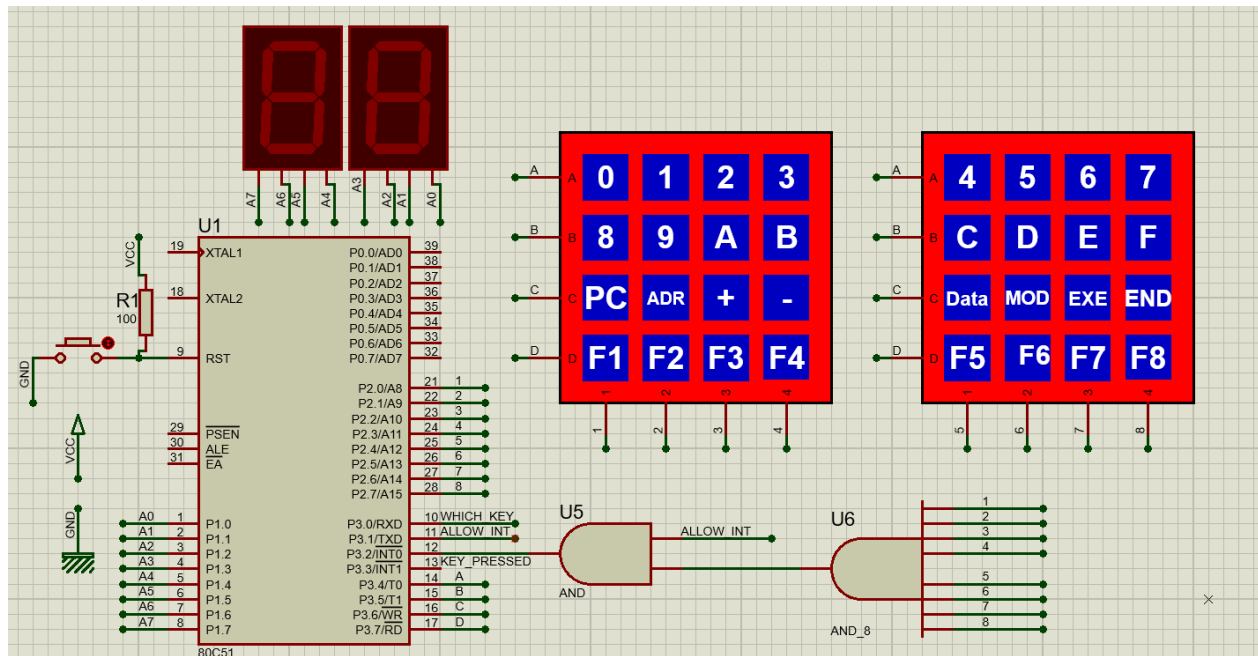 A7 A6 A5 A4 A3 A2 A1 A0
U1
VCC
R1
100
GND
VCC
GND
19 XTAL1
18 XTAL2
9 RST
29 PSEN
30 ALE
31 EA
A0 1 P1.0
A1 2 P1.1
A2 3 P1.2
A3 4 P1.3
A4 5 P1.4
A5 6 P1.5
A6 7 P1.6
A7 8 P1.7
P0.0/AD0 39
P0.1/AD1 38
P0.2/AD2 37
P0.3/AD3 36
P0.4/AD4 35
P0.5/AD5 34
P0.6/AD6 33
P0.7/AD7 32
P2.0/A8 21 1
P2.1/A9 22 2
P2.2/A10 23 3
P2.3/A11 24 4
P2.4/A12 25 5
P2.5/A13 26 6
P2.6/A14 27 7
P2.7/A15 28 8
P3.0/RXD 10 WHICH_KEY
P3.1/TXD 11 ALLOW_INT
P3.2/INT0 12
P3.3/INT1 13 KEY_PRESSED
P3.4/T0 14 A
P3.5/T1 15 B
P3.6/WR 16 C
P3.7/RD 17 D
80C51
A A 0 1 2 3
B B 8 9 A B
C C PC ADR + -
D D F1 F2 F3 F4
1 2 3 4
1 2 3 4
A A 4 5 6 7
B B C D E F
C C Data MOD EXE END
D D F5 F6 F7 F8
1 2 3 4
5 6 7 8
U5
ALLOW_INT
AND
U6
1
2
3
4
5
6
7
8
AND_8